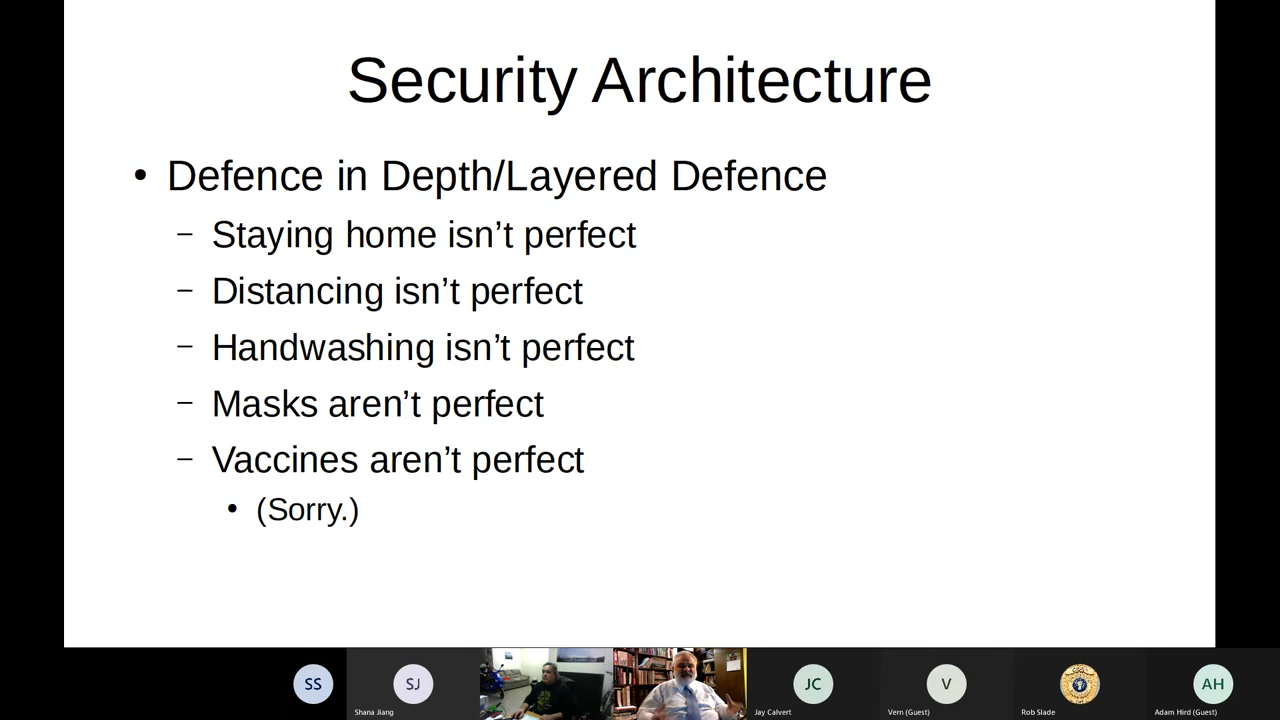 Security Architecture
• Defence in Depth/Layered Defence
– Staying home isn’t perfect
– Distancing isn’t perfect
– Handwashing isn’t perfect
– Masks aren’t perfect
– Vaccines aren’t perfect
• (Sorry.)
SS
SJ
JC
V
AH
Shana Jiang
Jay Calvert
Vern (Guest)
Rob Slade
Adam Hird (Guest)